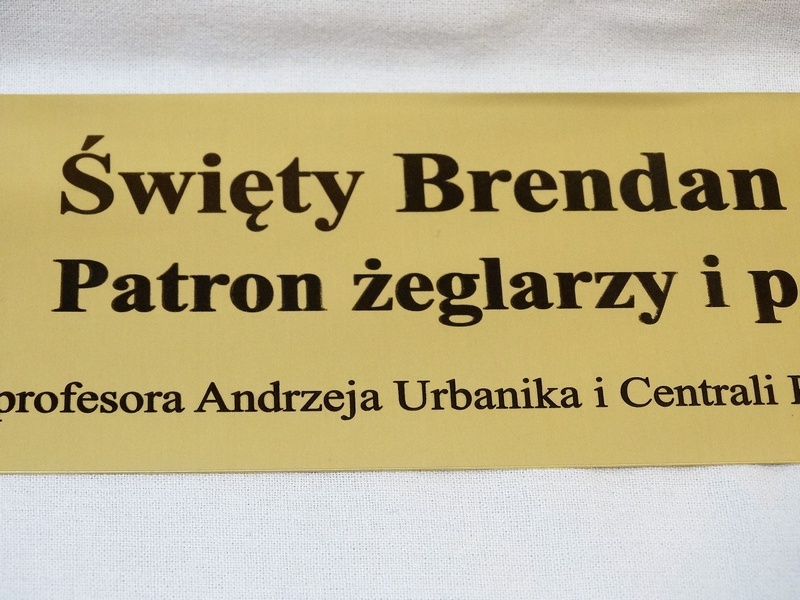 Święty Brendan
Patron żeglarzy i p
profesora Andrzeja Urbanika i Centrali